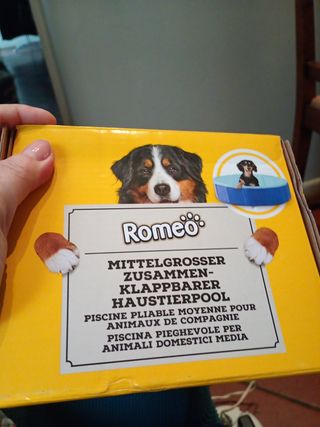 Romeo
MITTELGROSSER
ZUSAMMEN-
KLAPPBARER
HAUSTIERPOOL
PISCINE PLIABLE MOYENNE POUR
ANIMAUX DE COMPAGNIE
PISCINA PIEGHEVOLE PER
ANIMALI DOMESTICI MEDIA